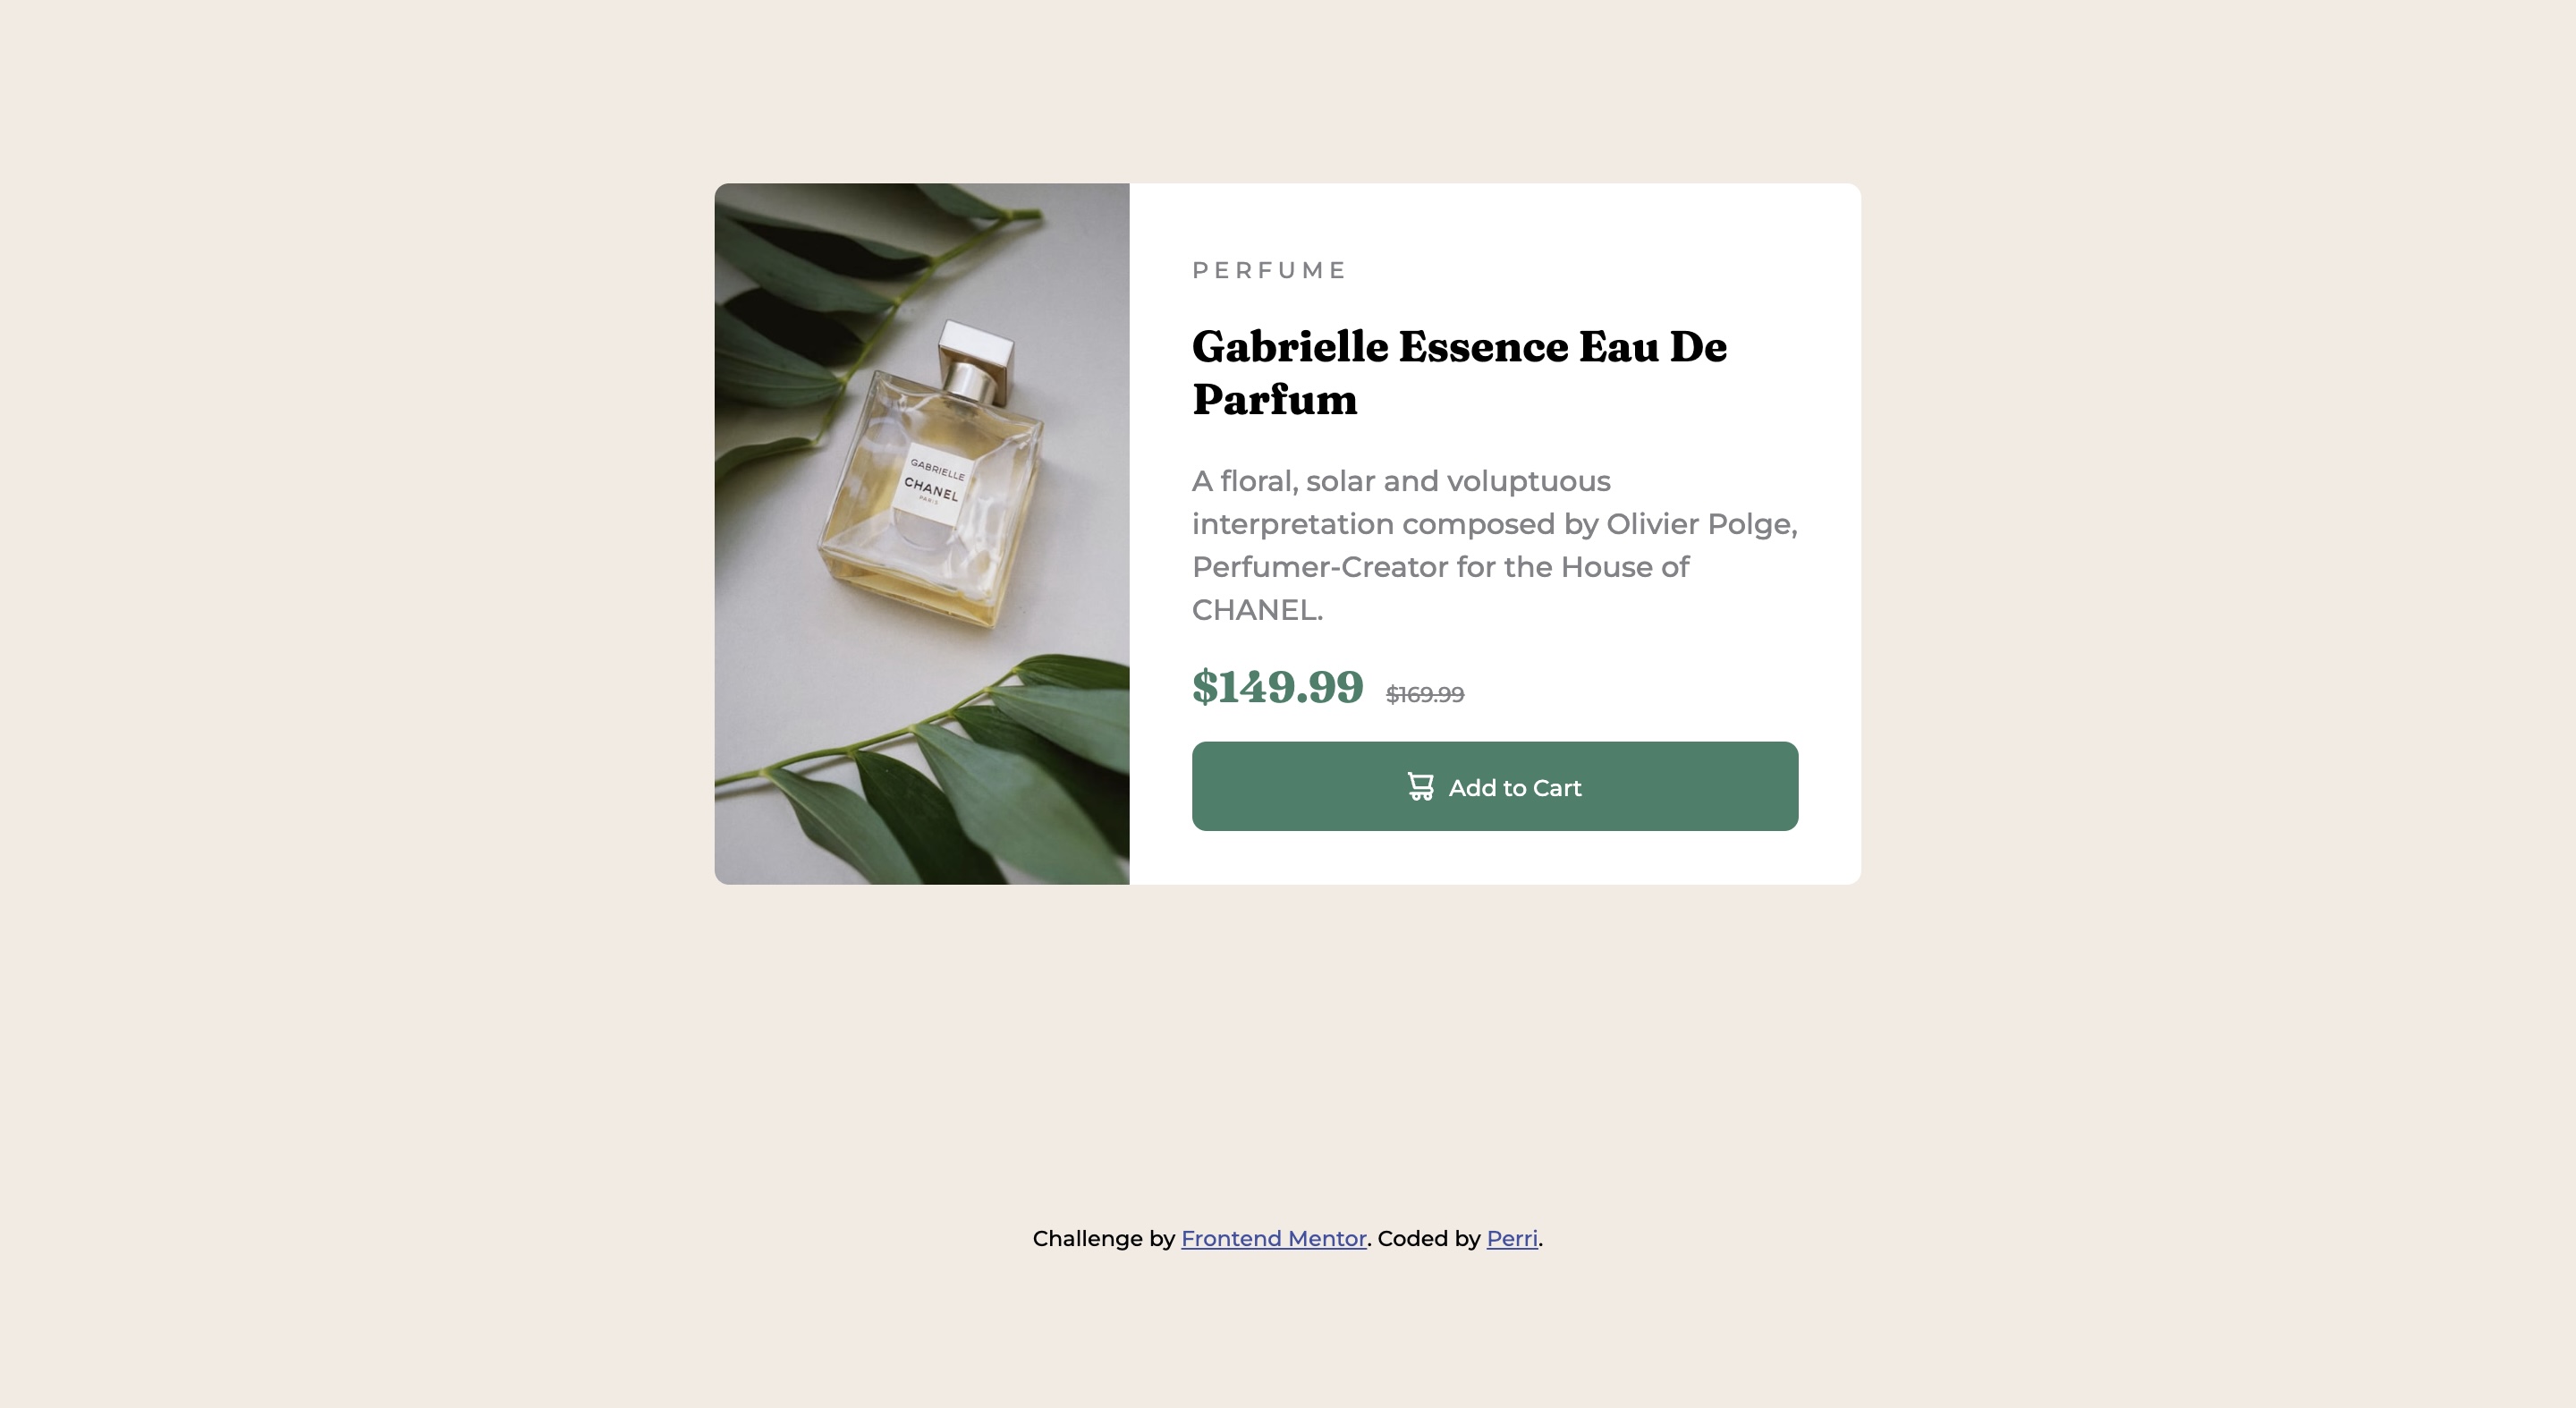 PERFUME
Gabrielle Essence Eau De
Parfum
A floral, solar and voluptuous
interpretation composed by Olivier Polge,
Perfumer-Creator for the House of
CHANEL.
$149.99 $169.99
Add to Cart
GABRIELLE
CHANEL
PARIS
Challenge by Frontend Mentor. Coded by Perri.